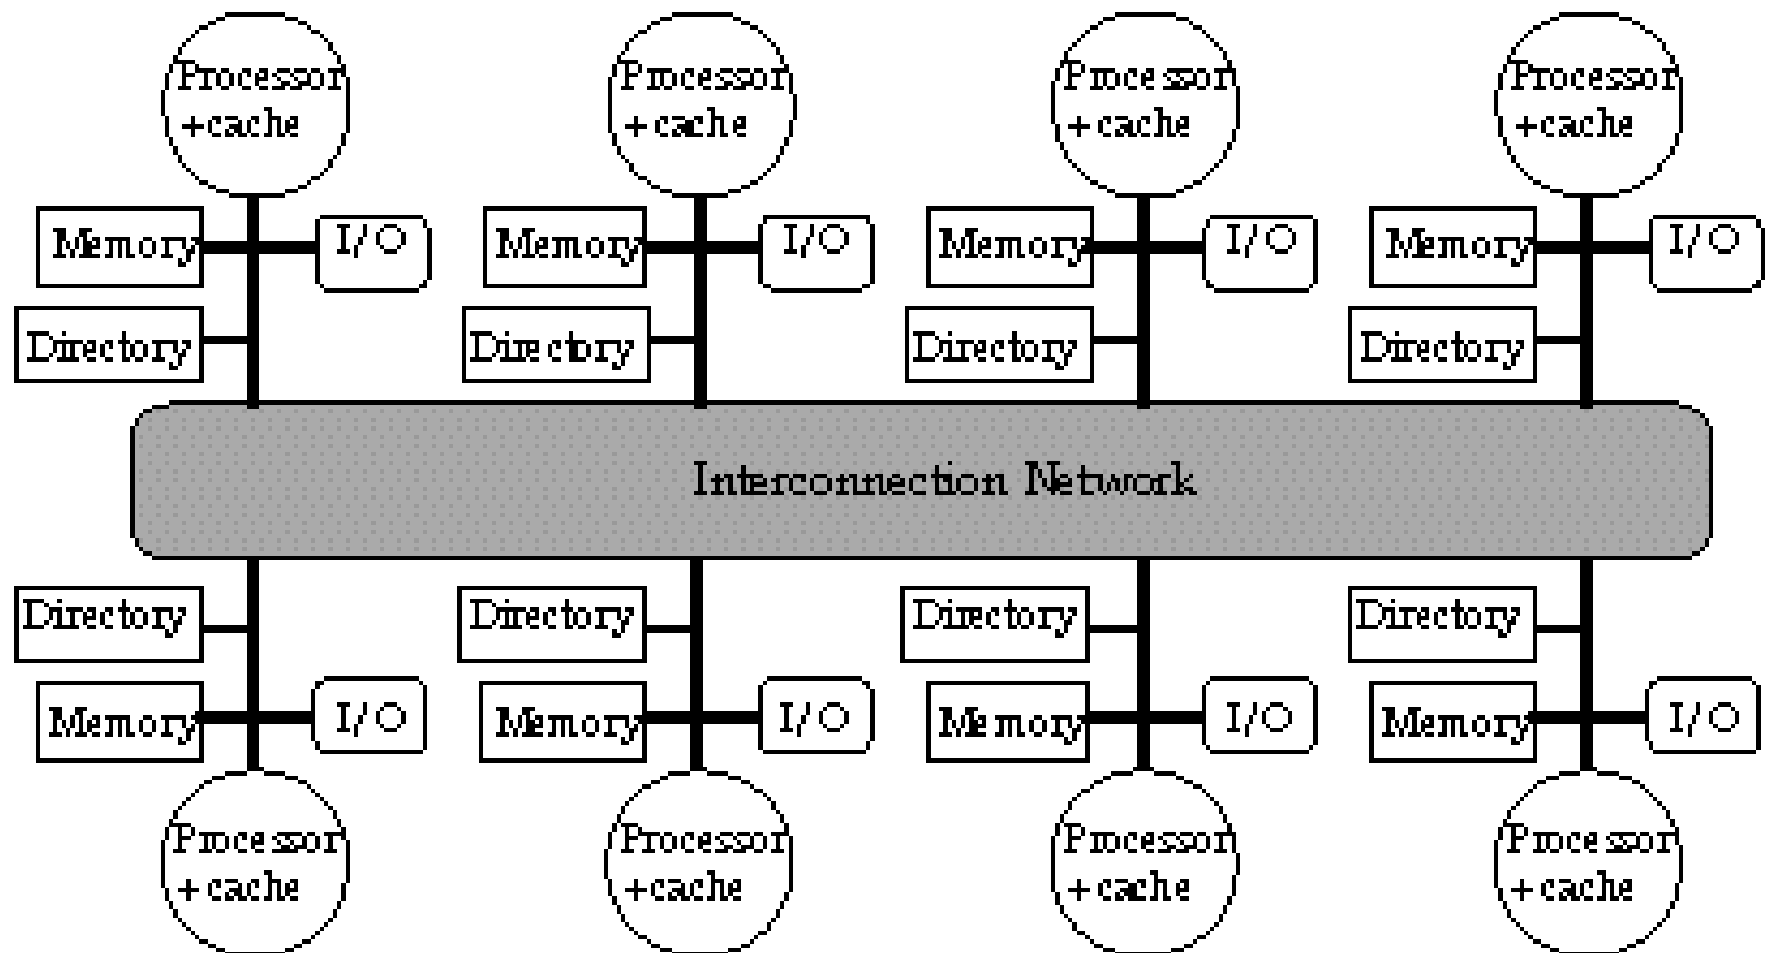 Processor
+cache
Processor
+cache
Processor
+cache
Processor
+cache
Memory
I/O
Memory
I/O
Memory
I/O
Memory
I/O
Directory
Directory
Directory
Directory
Interconnection Network
Directory
Directory
Directory
Directory
Memory
I/O
Memory
I/O
Memory
I/O
Memory
I/O
Processor
+cache
Processor
+cache
Processor
+cache
Processor
+cache